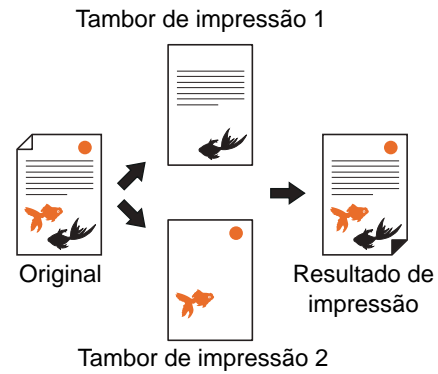 Tambor de impressão 1
Original
Resultado de
impressão
Tambor de impressão 2